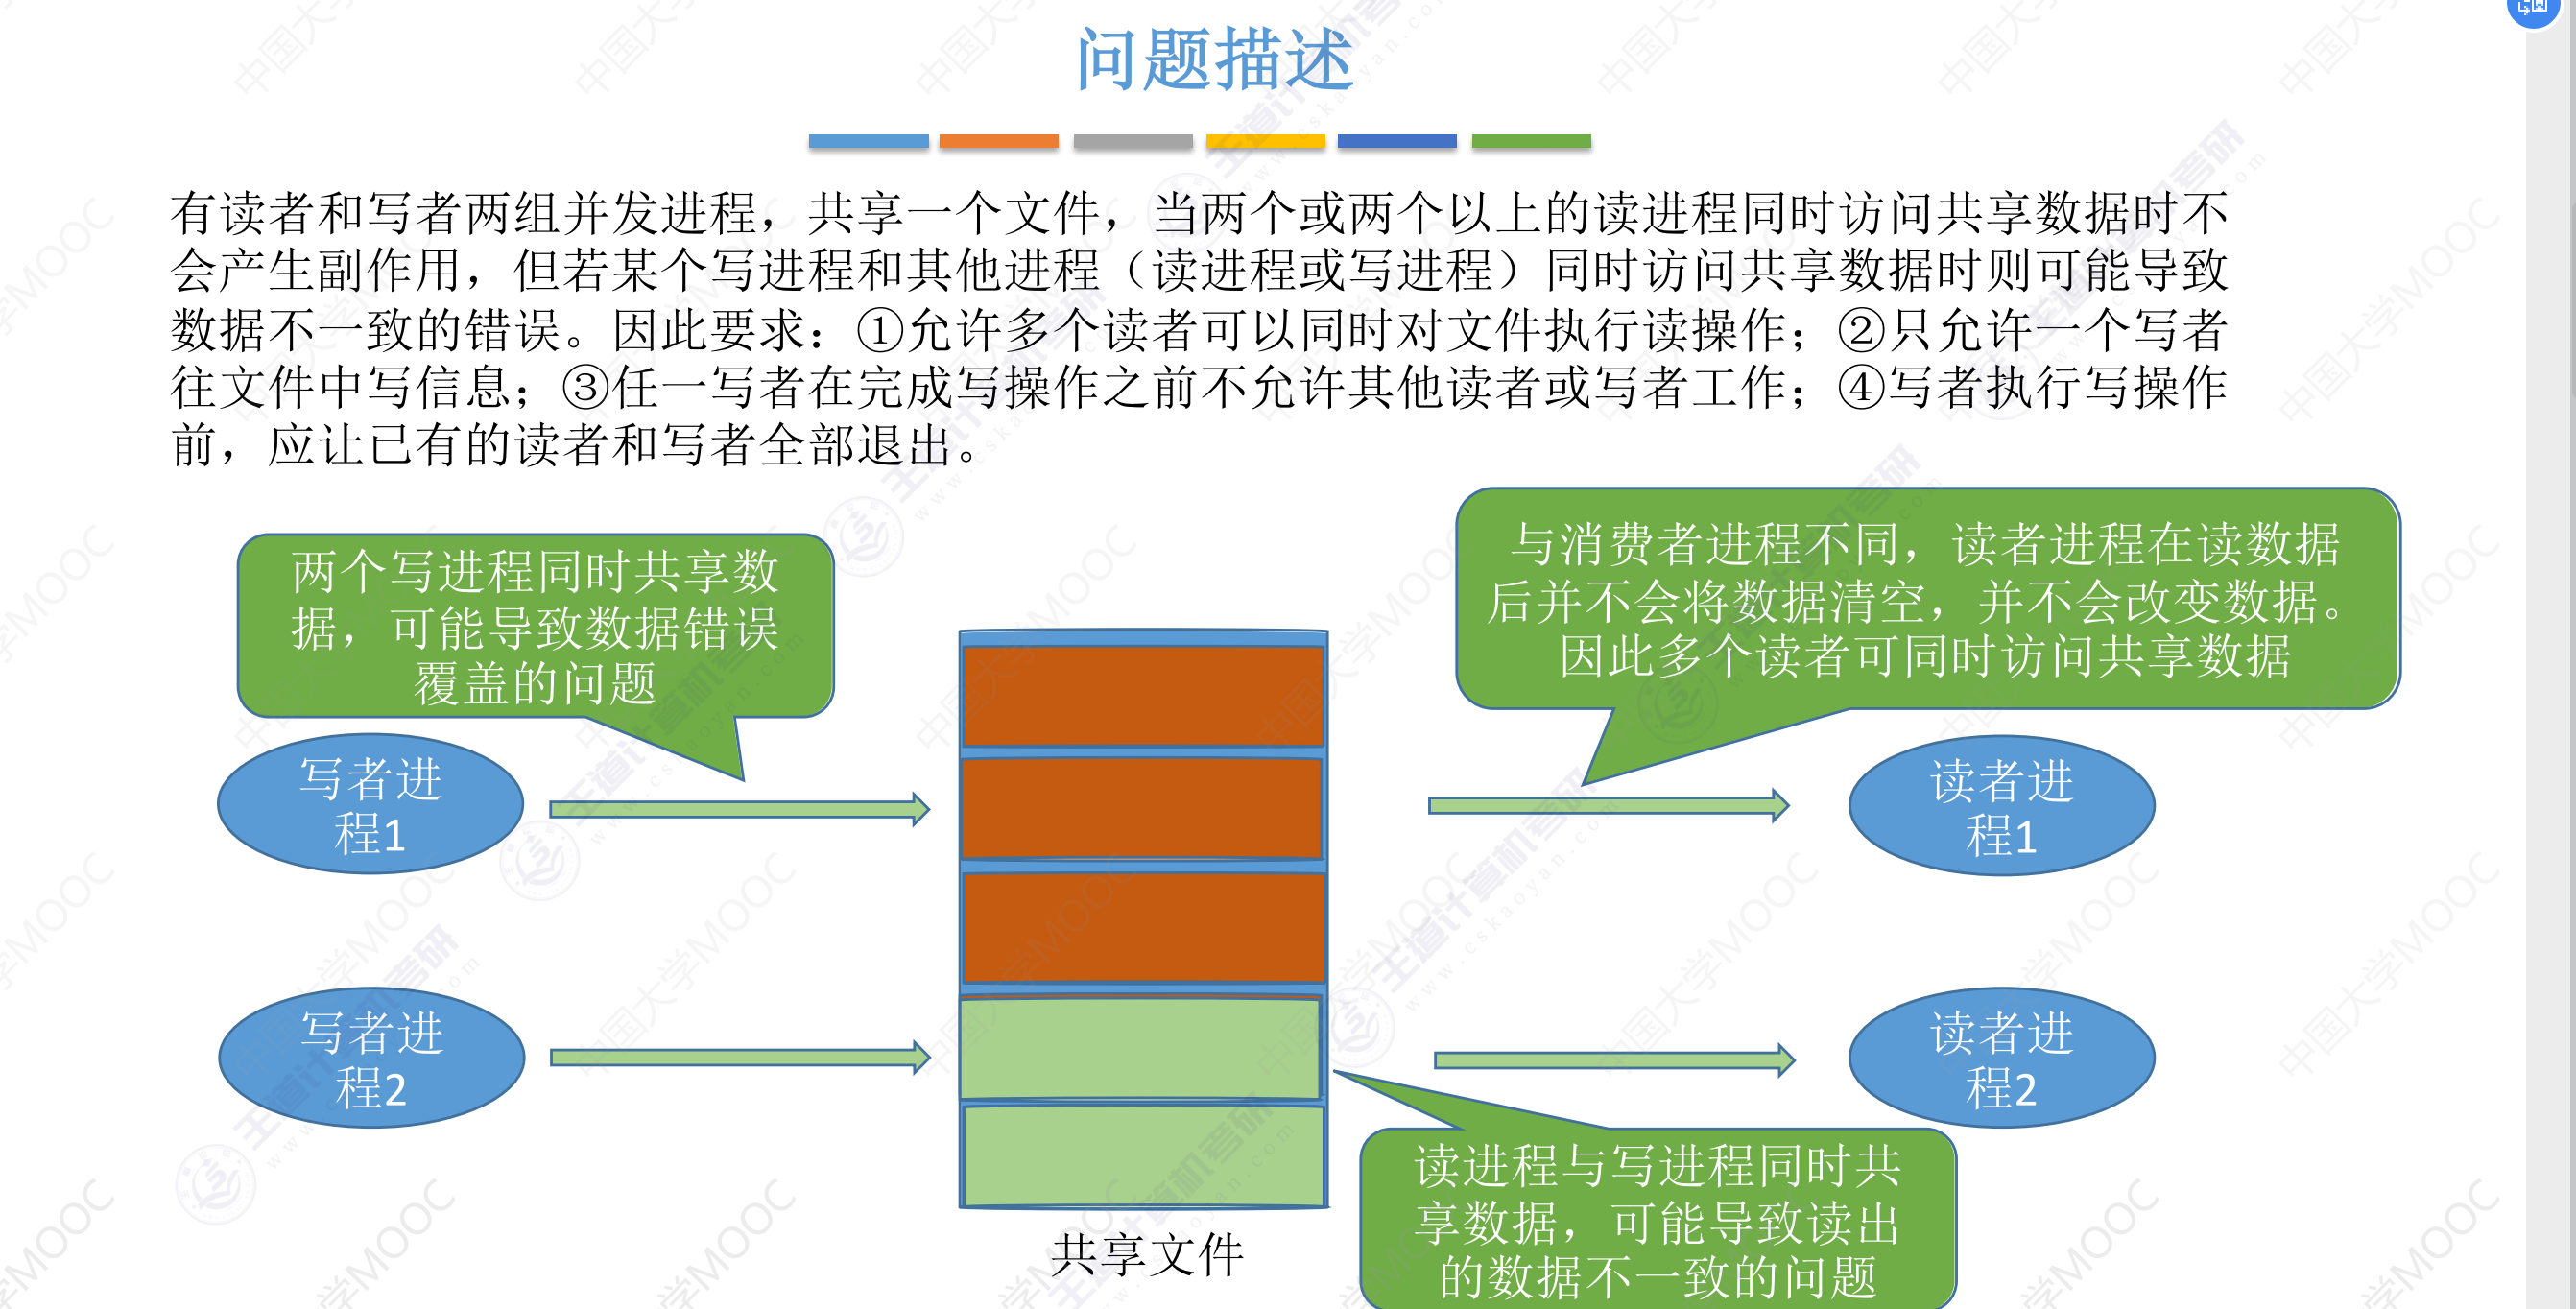 问题描述
有读者和写者两组并发进程，共享一个文件，当两个或两个以上的读进程同时访问共享数据时不
会产生副作用，但若某个写进程和其他进程（读进程或写进程）同时访问共享数据时则可能导致
数据不一致的错误。因此要求：①允许多个读者可以同时对文件执行读操作；②只允许一个写者
往文件中写信息；③任一写者在完成写操作之前不允许其他读者或写者工作；④写者执行写操作
前，应让已有的读者和写者全部退出。
两个写进程同时共享数
据，可能导致数据错误
覆盖的问题
与消费者进程不同，读者进程在读数据
后并不会将数据清空，并不会改变数据。
因此多个读者可同时访问共享数据
写者进
程1
读者进
程1
写者进
程2
读者进
程2
共享文件
读进程与写进程同时共
享数据，可能导致读出
的数据不一致的问题
中国大学MOOC
王道计算机考研
www.cskaoyan.com